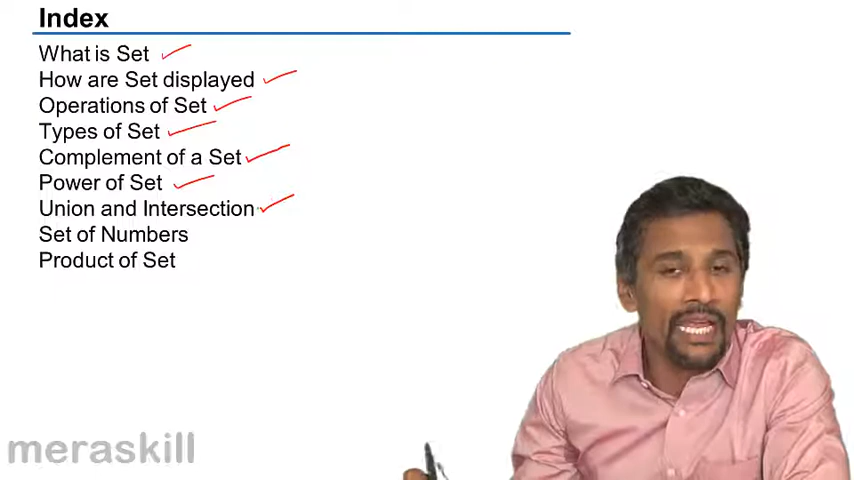 Index
What is Set
How are Set displayed
Operations of Set
Types of Set
Complement of a Set
Power of Set
Union and Intersection
Set of Numbers
Product of Set
meraskill